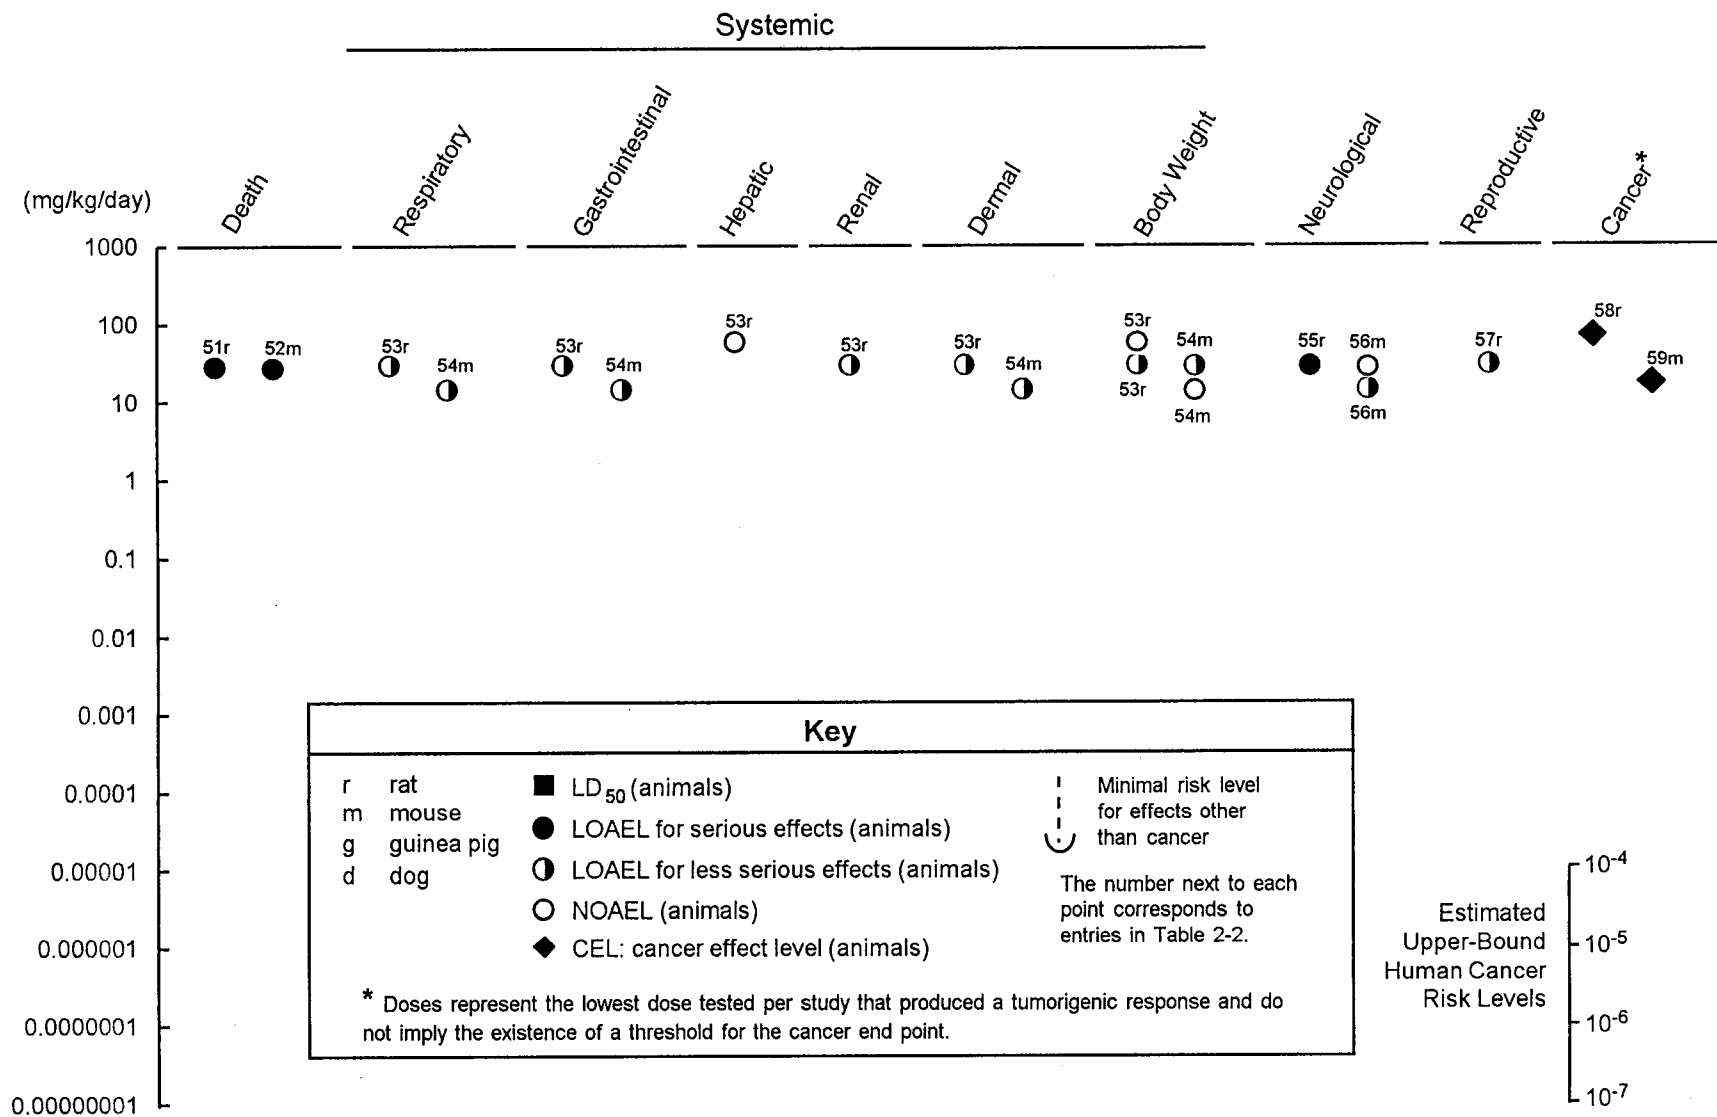 Systemic
(mg/kg/day)
Death
Respiratory
Gastrointestinal
Hepatic
Renal
Dermal
Body Weight
Neurological
Reproductive
Cancer*
1000
100
10
1
0.1
0.01
0.001
0.0001
0.00001
0.000001
0.0000001
0.00000001
51r
52m
53r
54m
53r
54m
53r
53r
53r
54m
53r
53r
54m
54m
55r
56m
56m
57r
58r
59m
Key
r rat
m mouse
g guinea pig
d dog
LD50 (animals)
LOAEL for serious effects (animals)
LOAEL for less serious effects (animals)
NOAEL (animals)
CEL: cancer effect level (animals)
Minimal risk level
for effects other
than cancer
The number next to each
point corresponds to
entries in Table 2-2.
* Doses represent the lowest dose tested per study that produced a tumorigenic response and do
not imply the existence of a threshold for the cancer end point.
Estimated
Upper-Bound
Human Cancer
Risk Levels
10-4
10-5
10-6
10-7